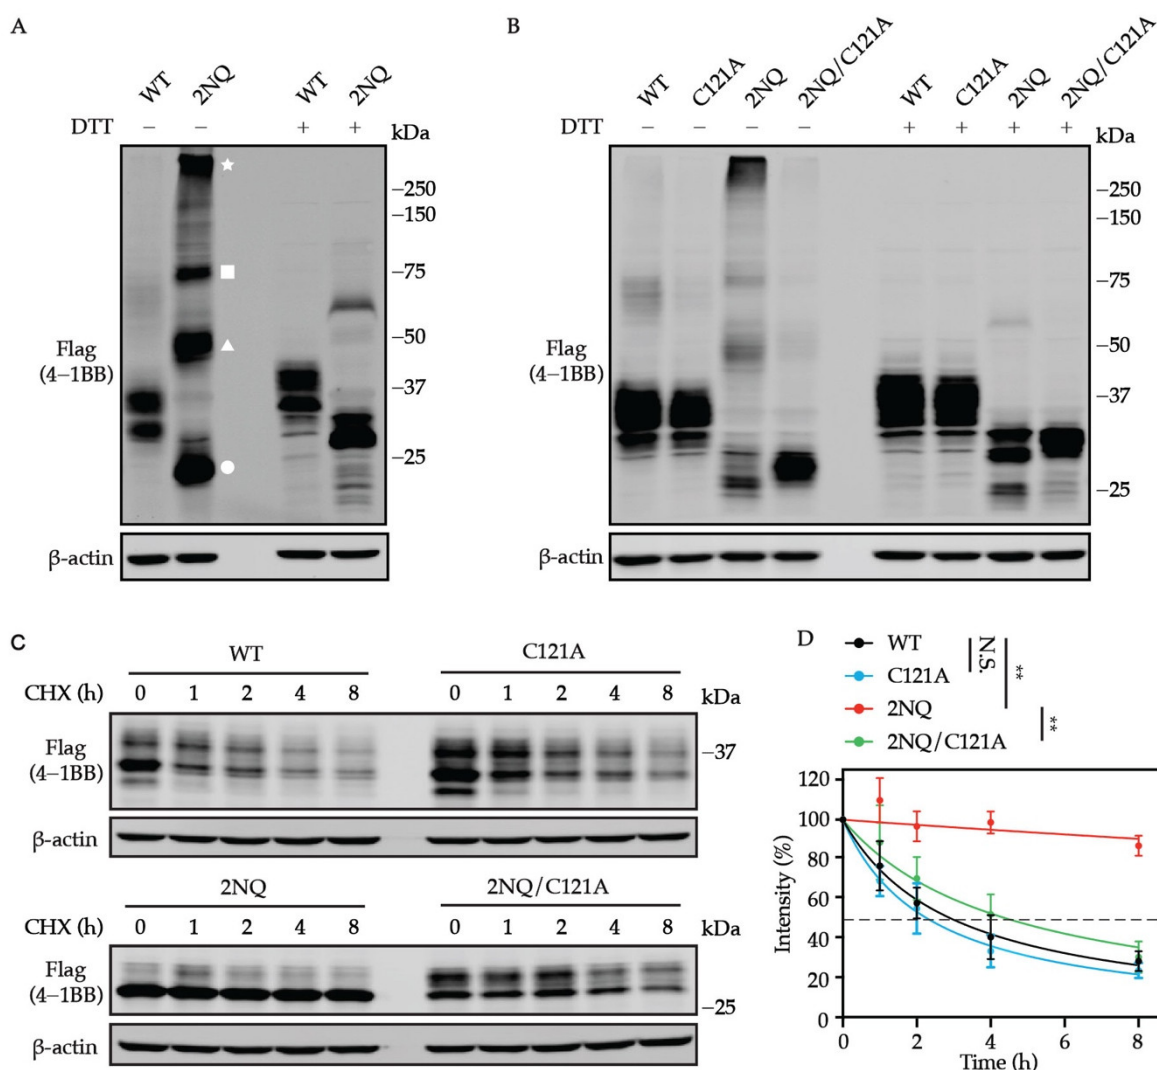 A
WT 2NQ WT 2NQ
DTT − − + + kDa
−250
−150
−75
−50
−37
−25
Flag
(4−1BB)
β-actin
B
WT C121A 2NQ 2NQ/C121A WT C121A 2NQ 2NQ/C121A
DTT − − − − + + + + kDa
−250
−150
−75
−50
−37
−25
Flag
(4−1BB)
β-actin
C
WT C121A
CHX (h) 0 1 2 4 8 0 1 2 4 8 kDa
Flag
(4−1BB)
−37
β-actin
2NQ 2NQ/C121A
CHX (h) 0 1 2 4 8 0 1 2 4 8 kDa
Flag
(4−1BB)
−25
β-actin
D
WT
C121A
2NQ
2NQ/C121A
N.S.
**
**
Intensity (%)
120
100
80
60
40
20
0
0 2 4 6 8
Time (h)